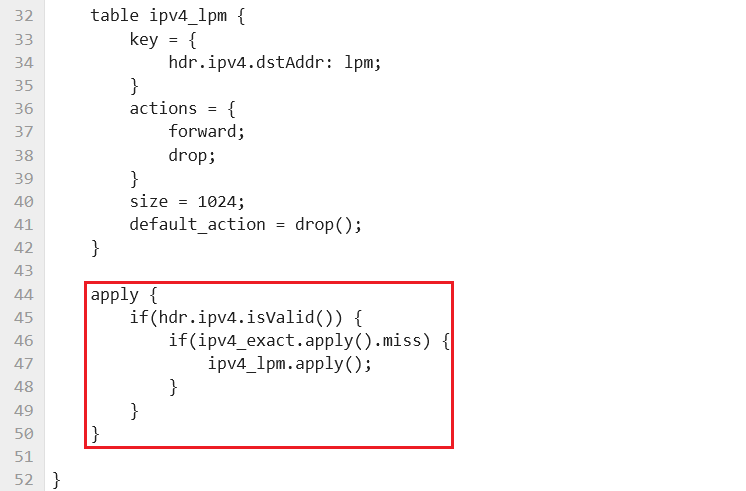 32    table ipv4_lpm {
33        key = {
34            hdr.ipv4.dstAddr: lpm;
35        }
36        actions = {
37            forward;
38            drop;
39        }
40        size = 1024;
41        default_action = drop();
42    }
43
44    apply {
45        if(hdr.ipv4.isValid()) {
46            if(ipv4_exact.apply().miss) {
47                ipv4_lpm.apply();
48            }
49        }
50    }
51
52 }